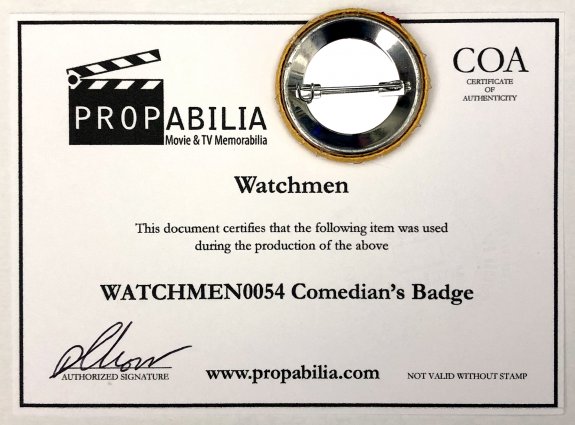 PROPABILIA
Movie & TV Memorabilia
COA
CERTIFICATE
OF
AUTHENTICITY
Watchmen
This document certifies that the following item was used
during the production of the above
WATCHMEN0054 Comedian's Badge
AUTHORIZED SIGNATURE
www.propabilia.com
NOT VALID WITHOUT STAMP